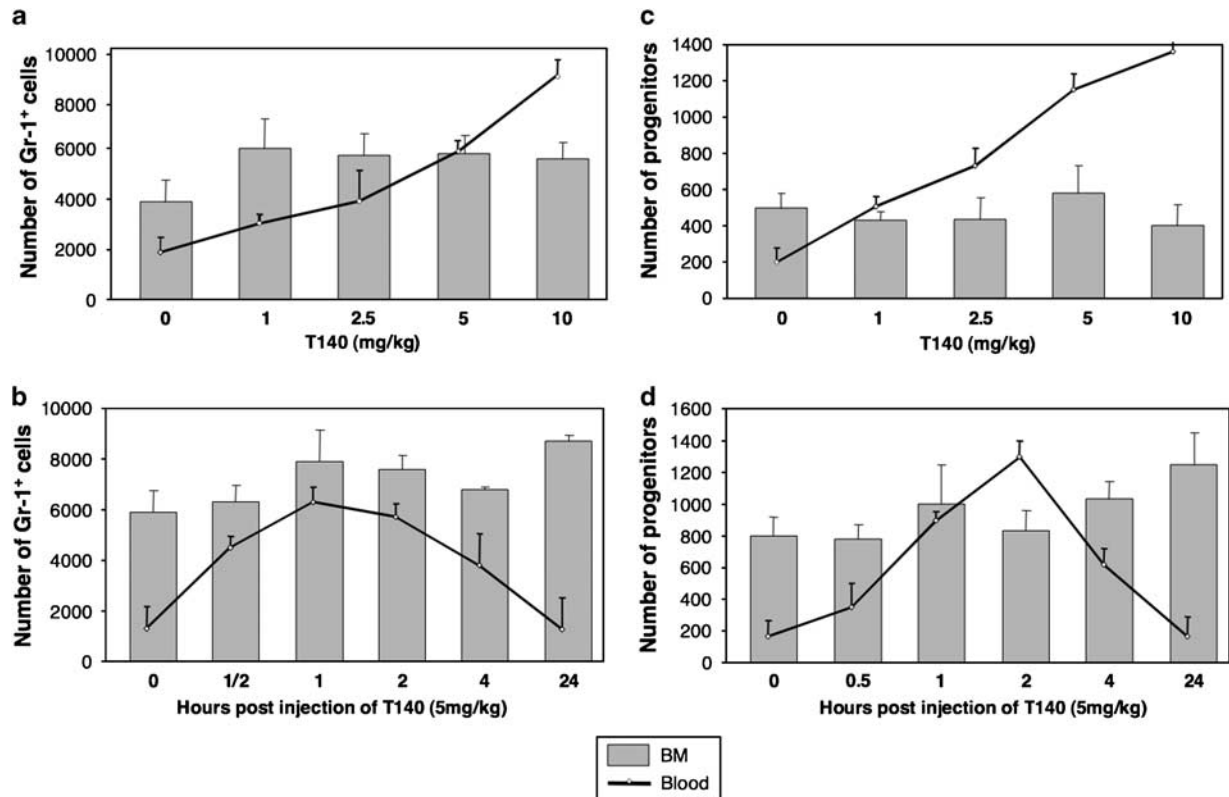 a
Number of Gr-1+ cells
10000
8000
6000
4000
2000
0
0 1 2.5 5 10
T140 (mg/kg)
c
Number of progenitors
1400
1200
1000
800
600
400
200
0
0 1 2.5 5 10
T140 (mg/kg)
b
Number of Gr-1+ cells
10000
8000
6000
4000
2000
0
0 1/2 1 2 4 24
Hours post injection of T140 (5mg/kg)
d
Number of progenitors
1600
1400
1200
1000
800
600
400
200
0
0 0.5 1 2 4 24
Hours post injection of T140 (5mg/kg)
BM
Blood